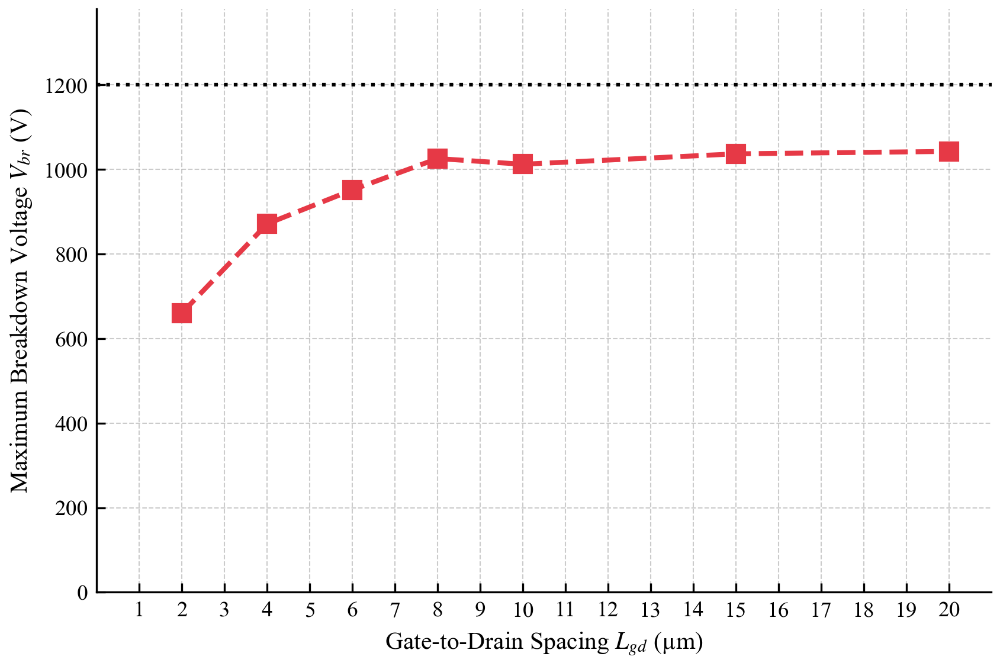 Maximum Breakdown Voltage V_br (V)
1200
1000
800
600
400
200
0
1 2 3 4 5 6 7 8 9 10 11 12 13 14 15 16 17 18 19 20
Gate-to-Drain Spacing L_gd (µm)